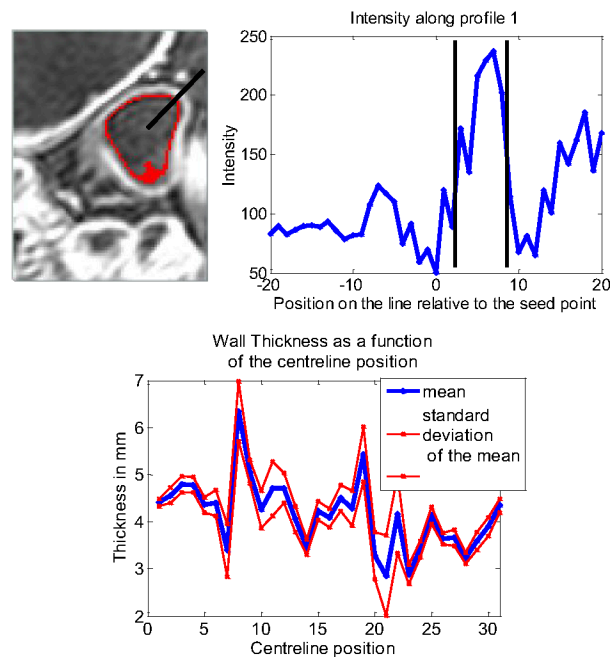 Intensity along profile 1
250
200
150
100
50
Intensity
-20 -10 0 10 20
Position on the line relative to the seed point
Wall Thickness as a function
of the centreline position
7
6
5
4
3
2
Thickness in mm
mean
standard
deviation
of the mean
0 5 10 15 20 25 30
Centreline position